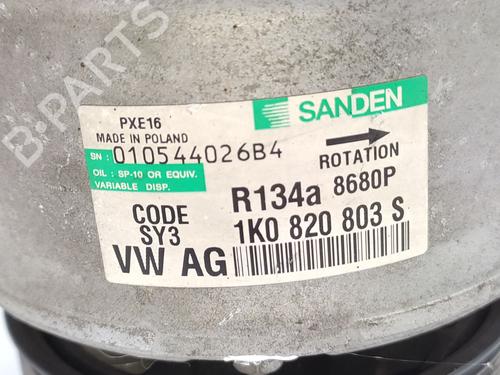 B-PARTS
PXE16
MADE IN POLAND
SANDEN
SN: 010544026B4
ROTATION
OIL : SP-10 OR EQUIV.
VARIABLE DISP.
R134a 8680P
CODE
SY3
1K0 820 803 S
VW AG